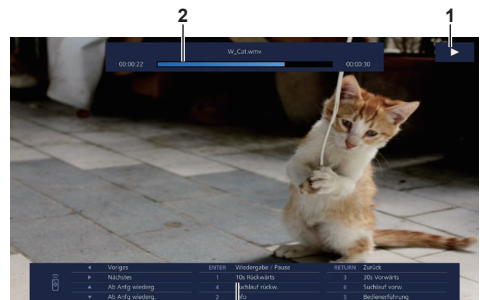 2
1
W_Cat.wmv
00:00:22
00:00:30
Voriges ENTER Wiedergabe / Pause RETURN Zurück
Nächstes 1 10s Rückwärts 3 30s Vorwärts
Ab Anfg wiederg. 4 Suchlauf rückw. 6 Suchlauf vorw.
Ab Anfg wiederg. 2 Info 5 Bedienerführung